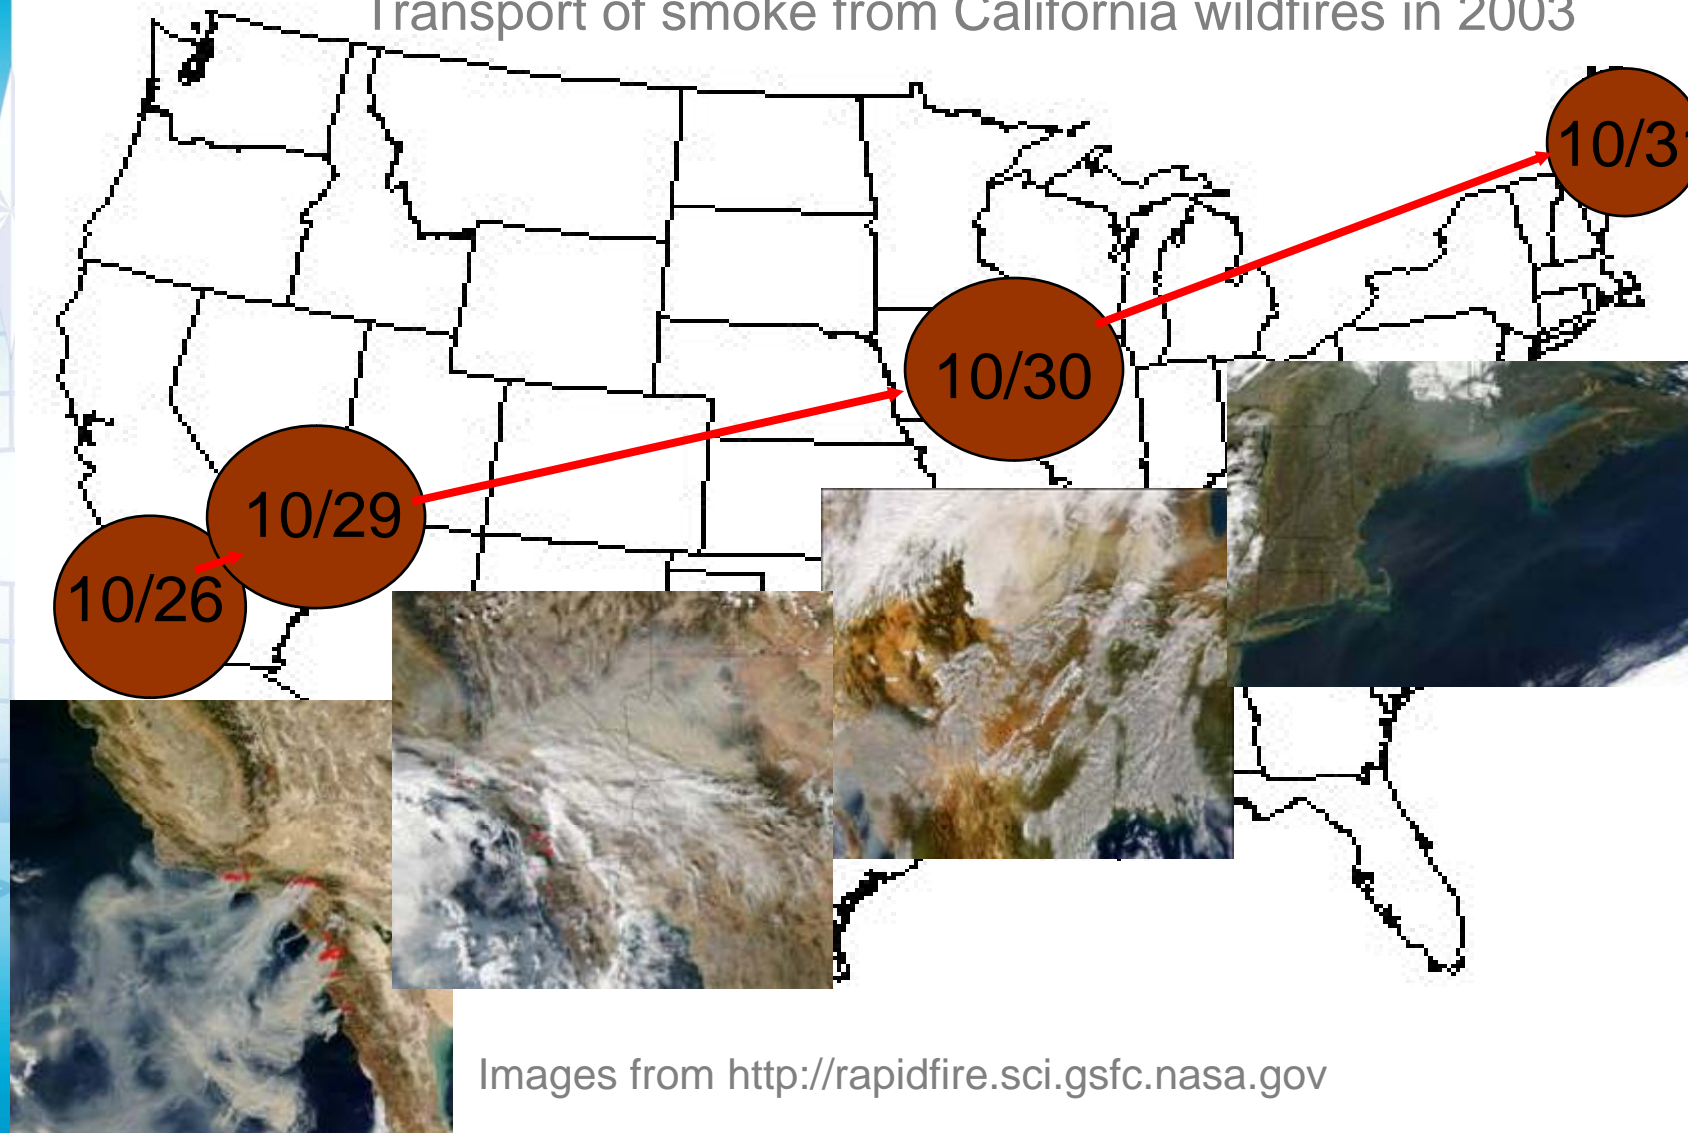 Transport of smoke from California wildfires in 2003
10/31
10/30
10/29
10/26
Images from http://rapidfire.sci.gsfc.nasa.gov